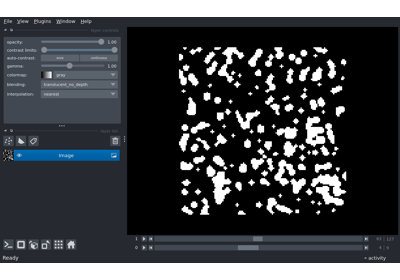 File View Plugins Window Help
opacity: 1.00
contrast limits:
auto-contrast: once continuous
gamma: 1.00
colormap: gray
blending: translucent_no_depth
interpolation: nearest
Image
1
0
Ready
activity